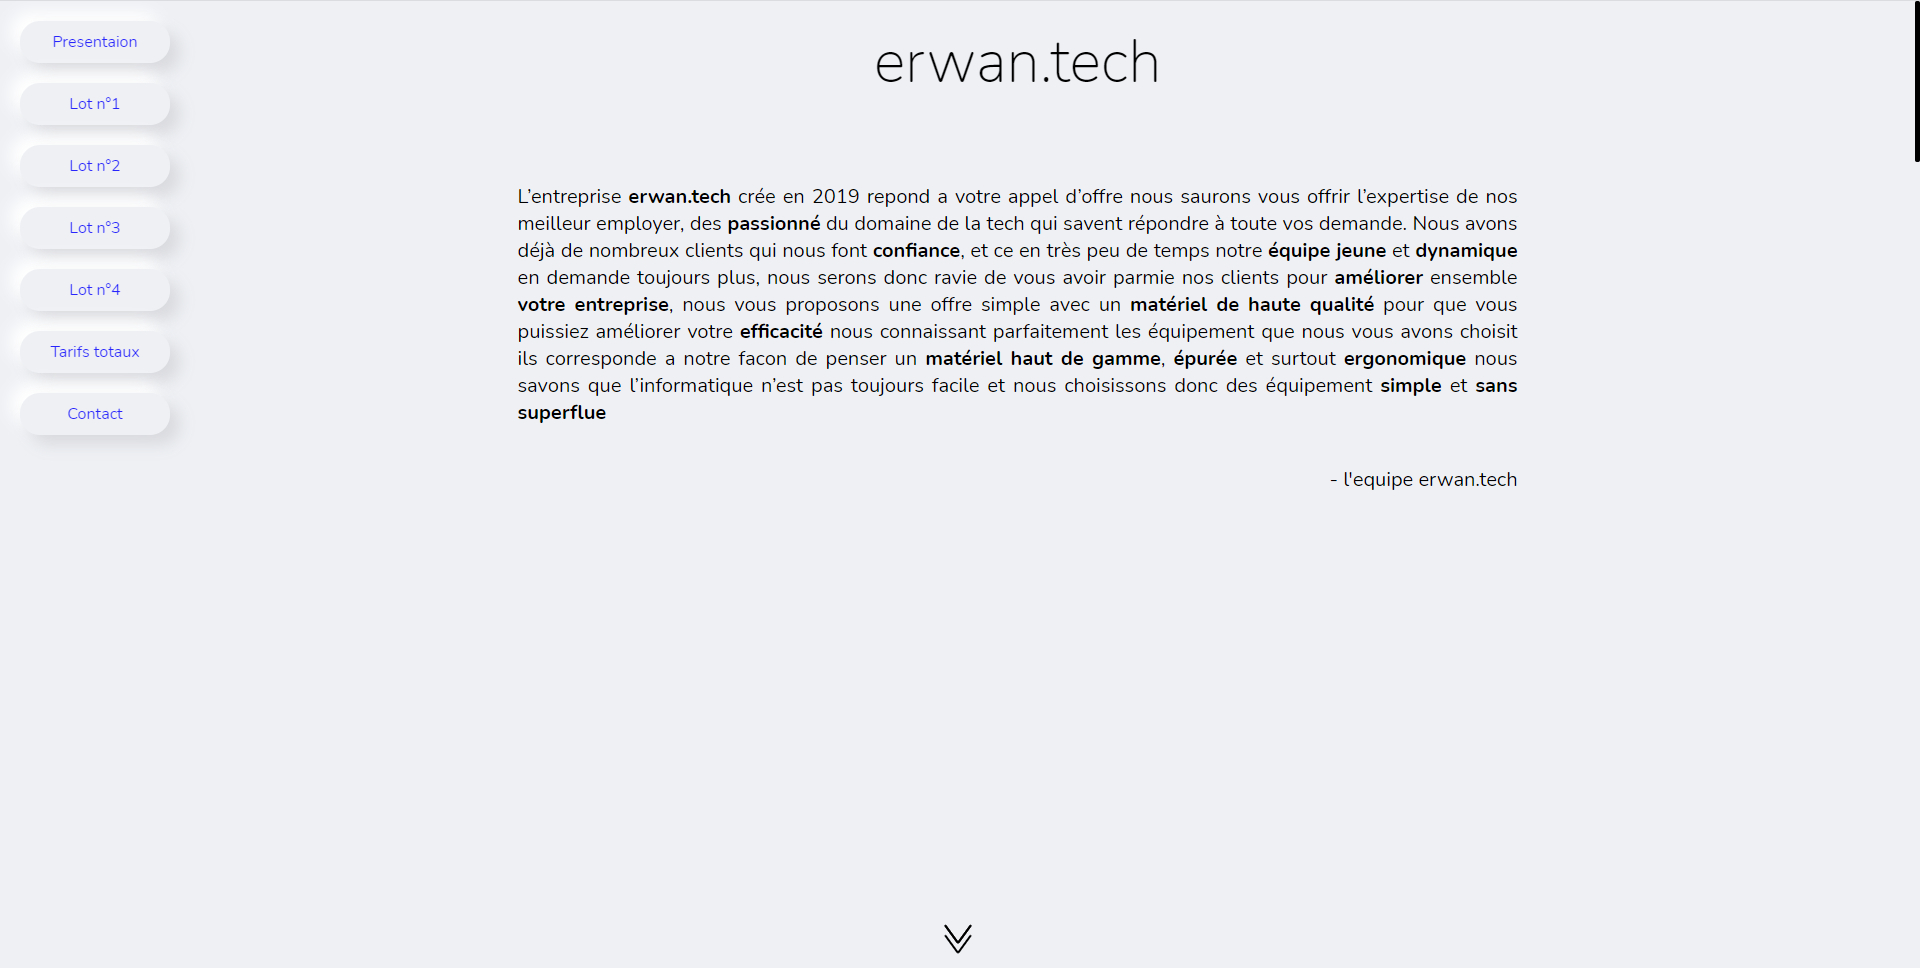 Presentaion
Lot n°1
Lot n°2
Lot n°3
Lot n°4
Tarifs totaux
Contact
erwan.tech
L’entreprise erwan.tech crée en 2019 repond a votre appel d’offre nous saurons vous offrir l’expertise de nos
meilleur employer, des passionné du domaine de la tech qui savent répondre à toute vos demande. Nous avons
déjà de nombreux clients qui nous font confiance, et ce en très peu de temps notre équipe jeune et dynamique
en demande toujours plus, nous serons donc ravie de vous avoir parmie nos clients pour améliorer ensemble
votre entreprise, nous vous proposons une offre simple avec un matériel de haute qualité pour que vous
puissiez améliorer votre efficacité nous connaissant parfaitement les équipement que nous vous avons choisit
ils corresponde a notre facon de penser un matériel haut de gamme, épurée et surtout ergonomique nous
savons que l’informatique n’est pas toujours facile et nous choisissons donc des équipement simple et sans
superflue
- l'equipe erwan.tech